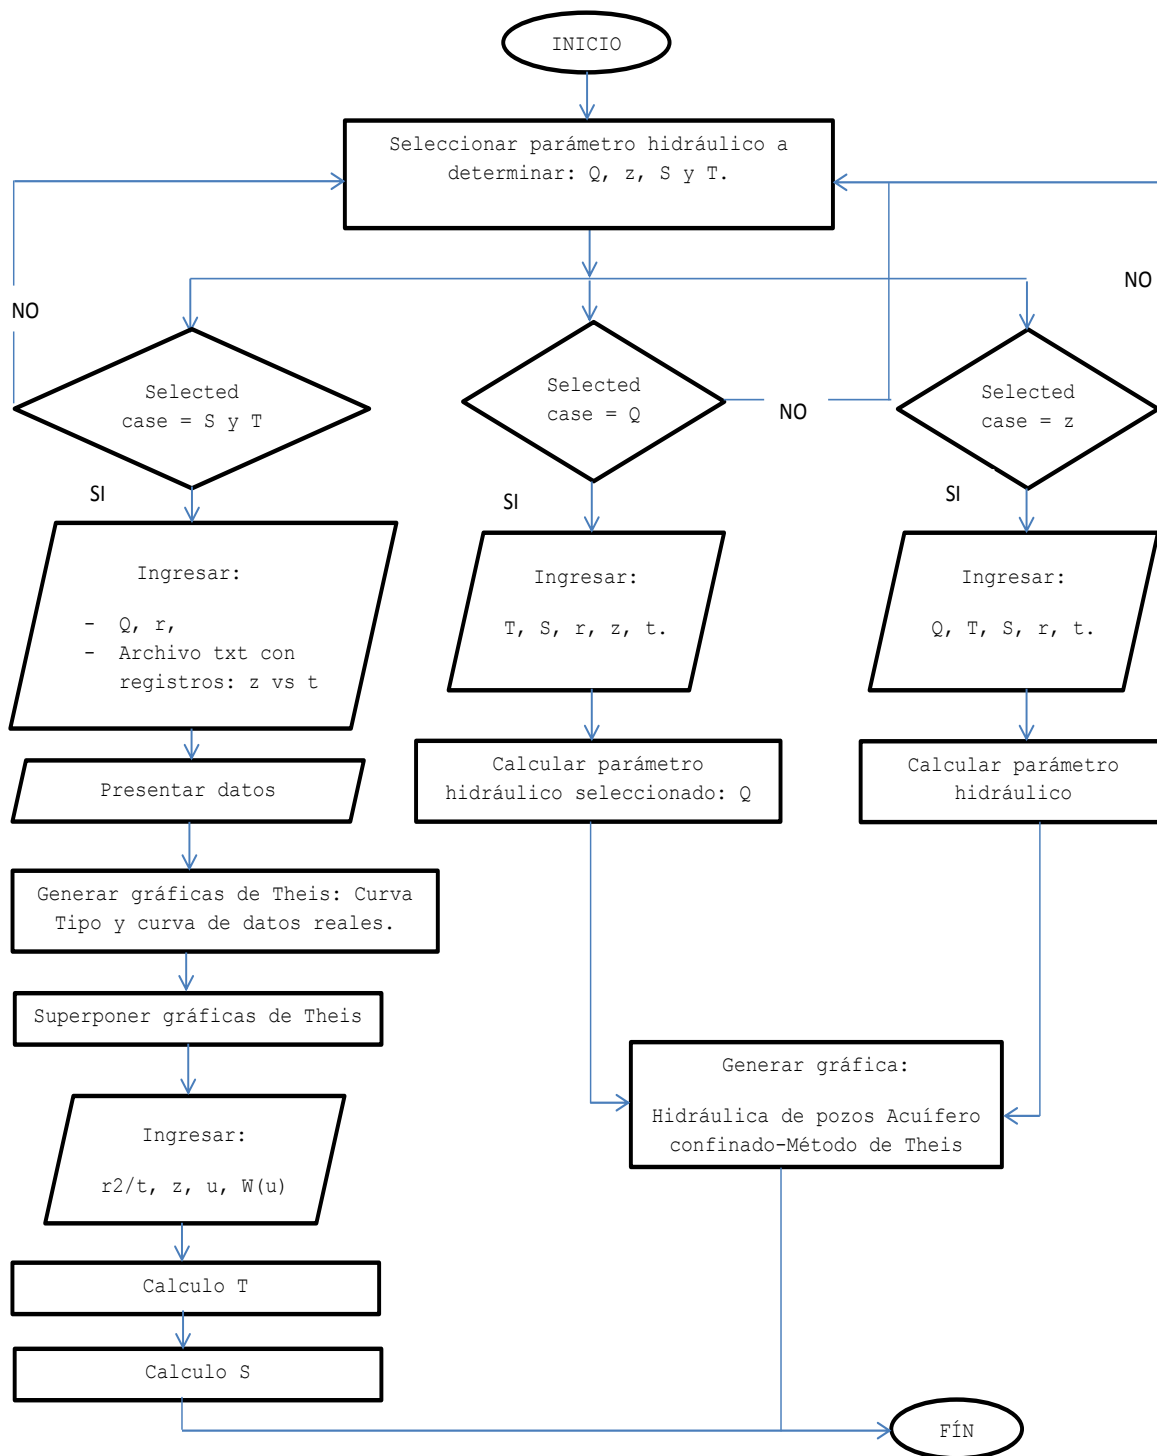 INICIO
Seleccionar parámetro hidráulico a
determinar: Q, z, S y T.
NO
NO
NO
Selected
case = S y T
Selected
case = Q
Selected
case = z
SI
SI
SI
Ingresar:
- Q, r,
- Archivo txt con
registros: z vs t
Ingresar:
T, S, r, z, t.
Ingresar:
Q, T, S, r, t.
Presentar datos
Calcular parámetro
hidráulico seleccionado: Q
Calcular parámetro
hidráulico
Generar gráficas de Theis: Curva
Tipo y curva de datos reales.
Superponer gráficas de Theis
Generar gráfica:
Hidráulica de pozos Acuífero
confinado-Método de Theis
Ingresar:
r2/t, z, u, W(u)
Calculo T
Calculo S
FÍN